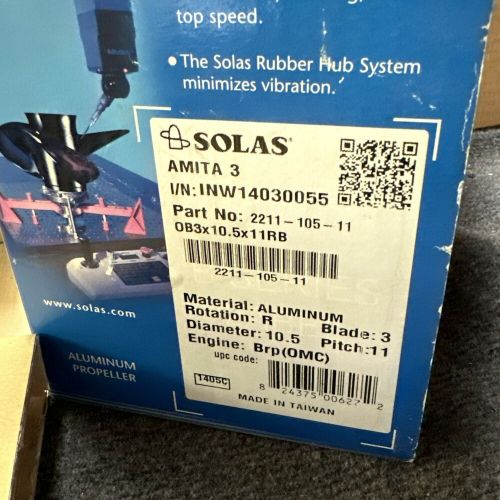 top speed.
• The Solas Rubber Hub System
minimizes vibration.
SOLAS®
AMITA 3
I/N: INW14030055
Part No: 2211-105-11
OB3x10.5x11RB
2211-105-11
Material: ALUMINUM
Rotation: R Blade: 3
Diameter: 10.5 Pitch: 11
Engine: Brp(OMC)
upc code:
1405C
8 24375 00627 2
MADE IN TAIWAN
www.solas.com
ALUMINUM
PROPELLER